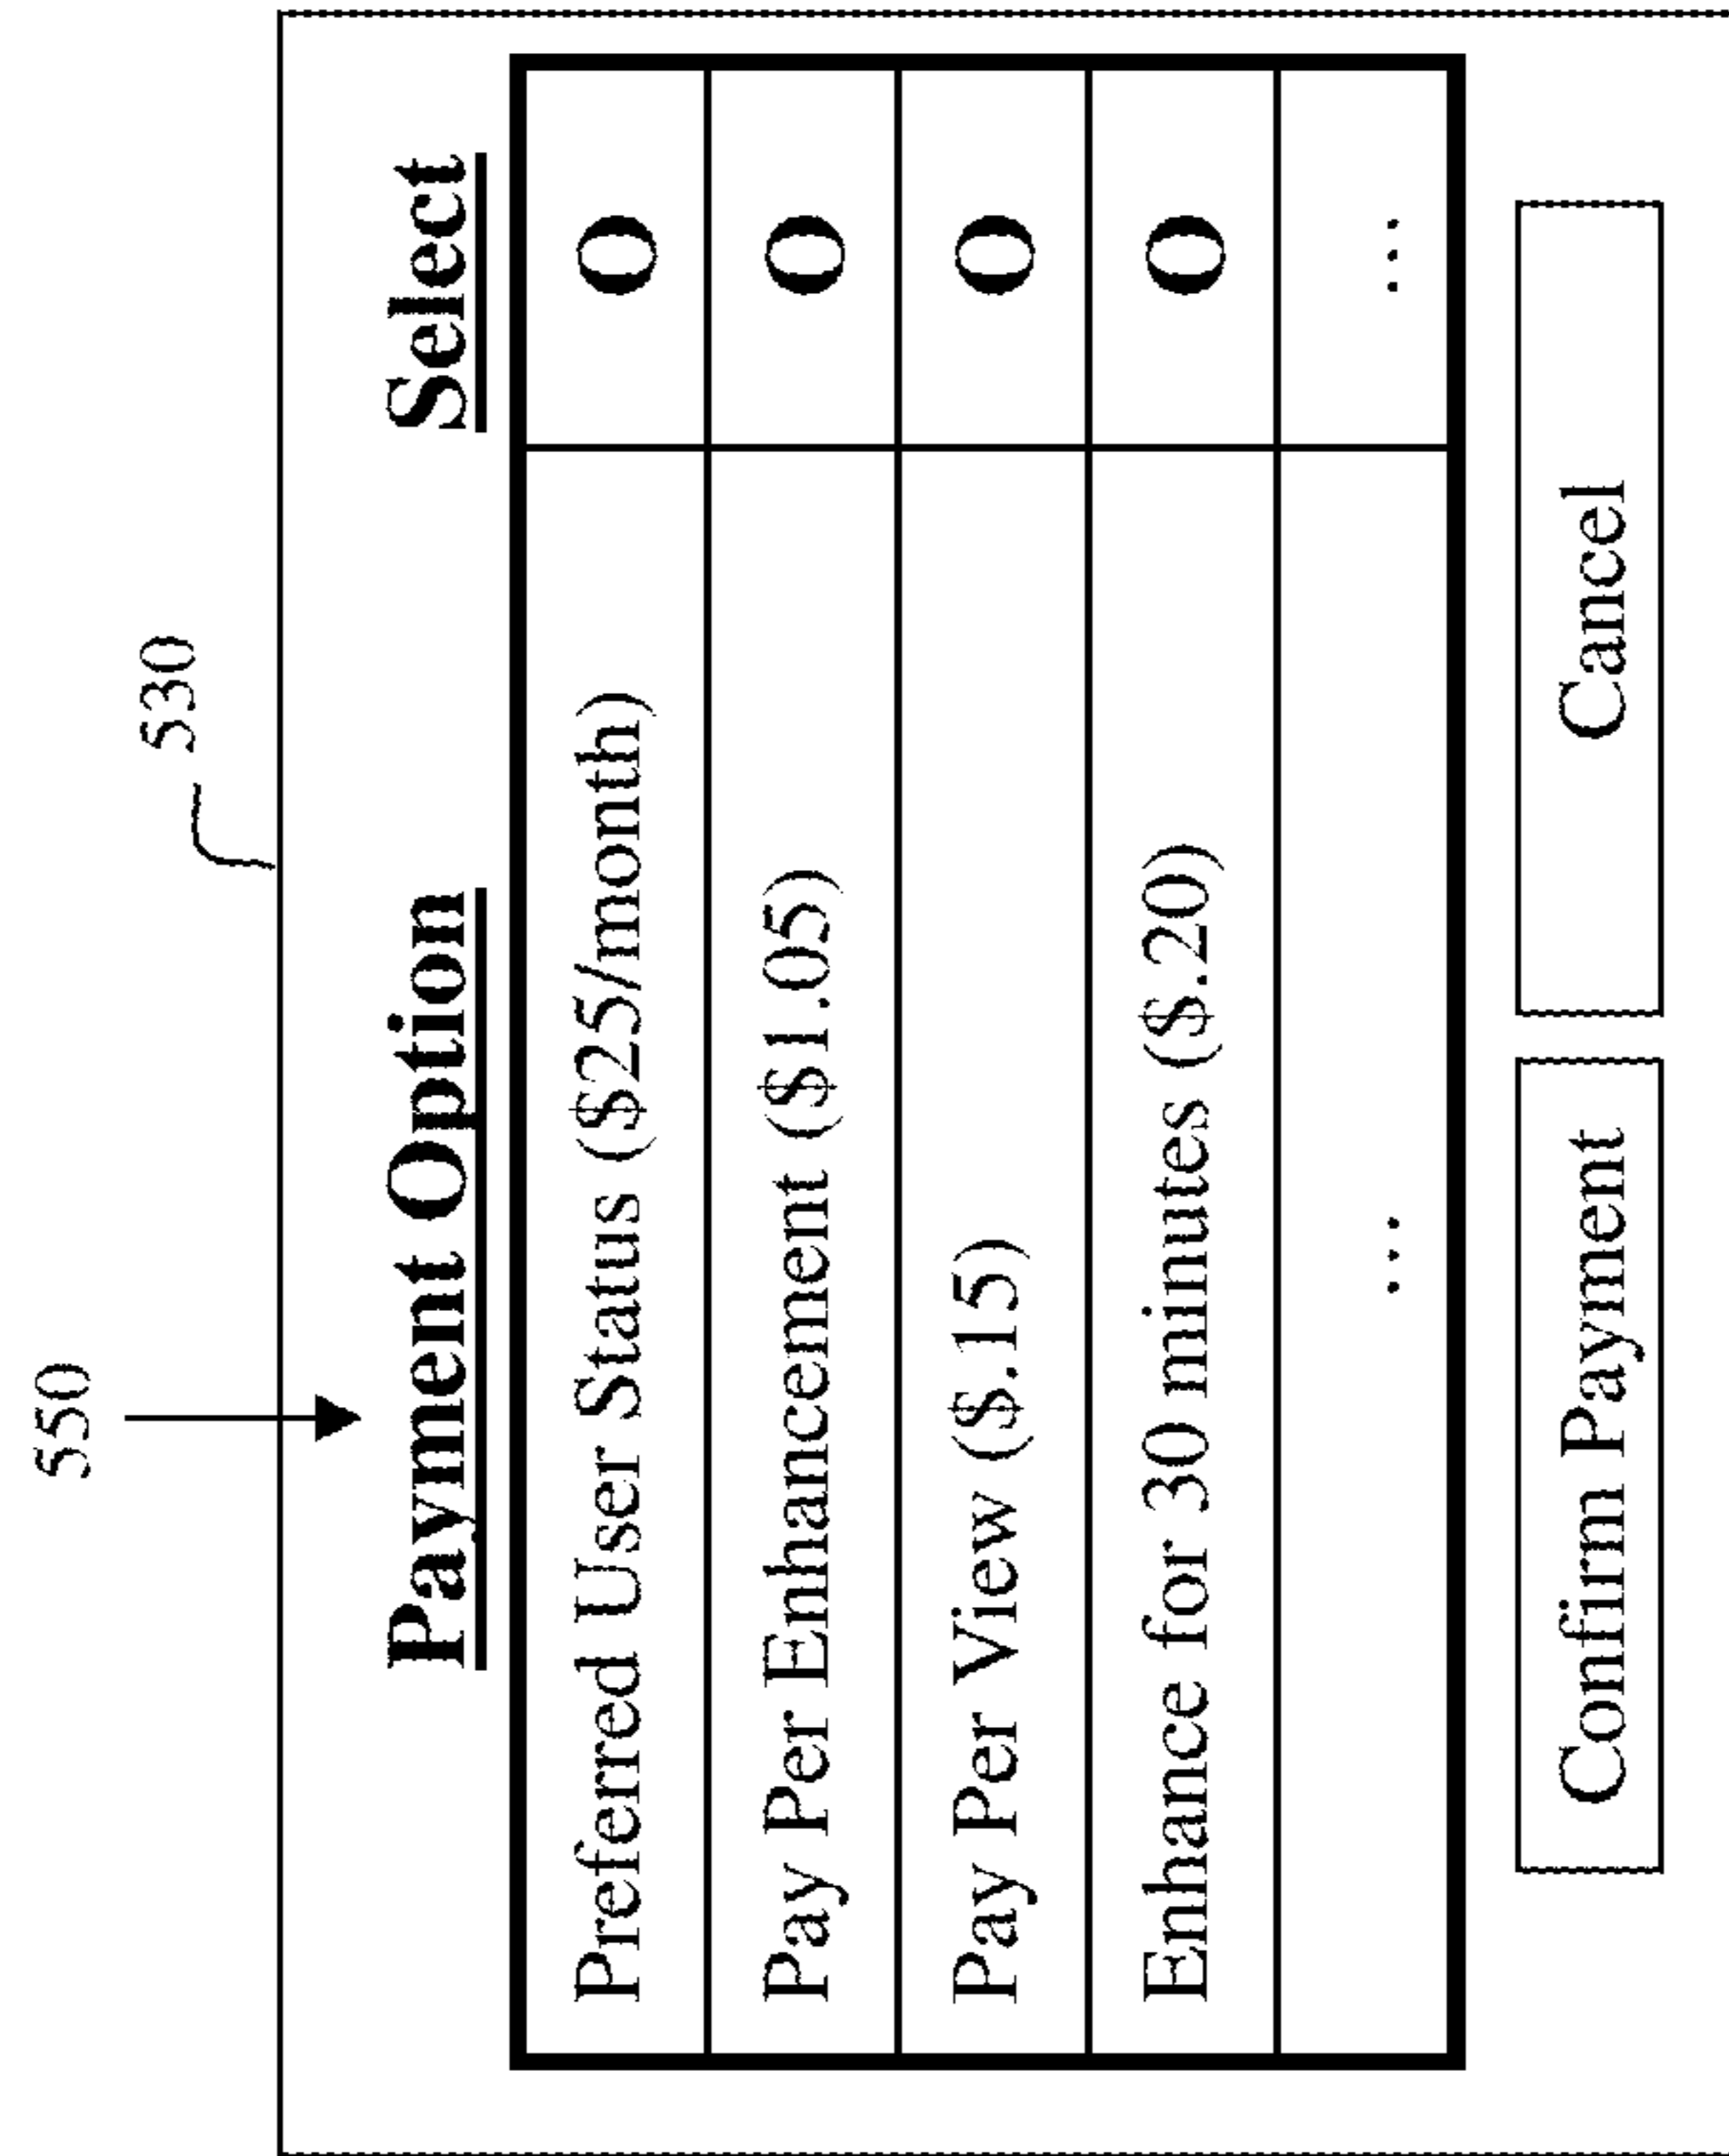 550
530
Payment Option Select
Preferred User Status ($25/month) O
Pay Per Enhancement ($1.05) O
Pay Per View ($.15) O
Enhance for 30 minutes ($.20) O
... ...
Confirm Payment Cancel